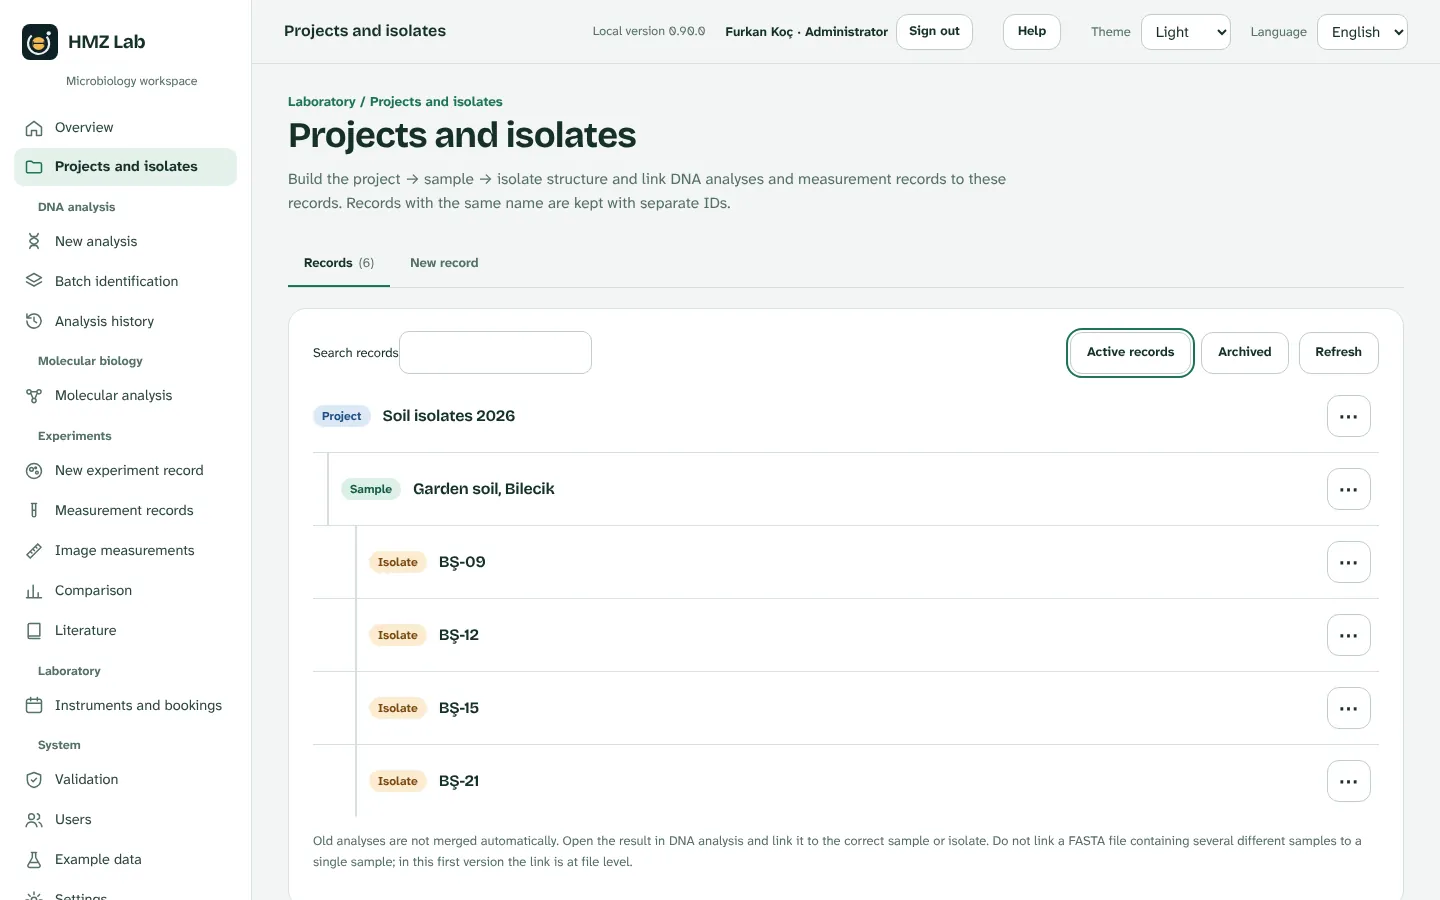 HMZ Lab
Microbiology workspace
Overview
Projects and isolates
DNA analysis
New analysis
Batch identification
Analysis history
Molecular biology
Molecular analysis
Experiments
New experiment record
Measurement records
Image measurements
Comparison
Literature
Laboratory
Instruments and bookings
System
Validation
Users
Example data
Settings
Projects and isolates
Local version 0.90.0
Furkan Koç · Administrator
Sign out
Help
Theme
Light
Language
English
Laboratory / Projects and isolates
Projects and isolates
Build the project → sample → isolate structure and link DNA analyses and measurement records to these
records. Records with the same name are kept with separate IDs.
Records (6)
New record
Search records
Active records
Archived
Refresh
Project Soil isolates 2026
Sample Garden soil, Bilecik
Isolate BŞ-09
Isolate BŞ-12
Isolate BŞ-15
Isolate BŞ-21
Old analyses are not merged automatically. Open the result in DNA analysis and link it to the correct sample or isolate. Do not link a FASTA file containing several different samples to a
single sample; in this first version the link is at file level.